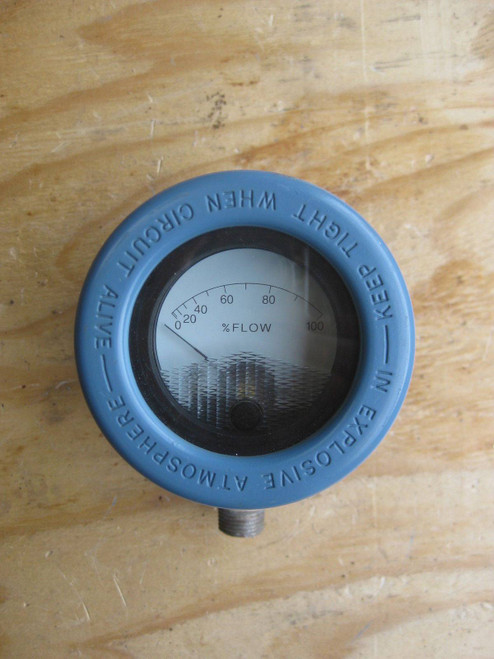 KEEP TIGHT WHEN CIRCUIT ALIVE — IN EXPLOSIVE ATMOSPHERE —
0 20 40 60 80 100
%FLOW